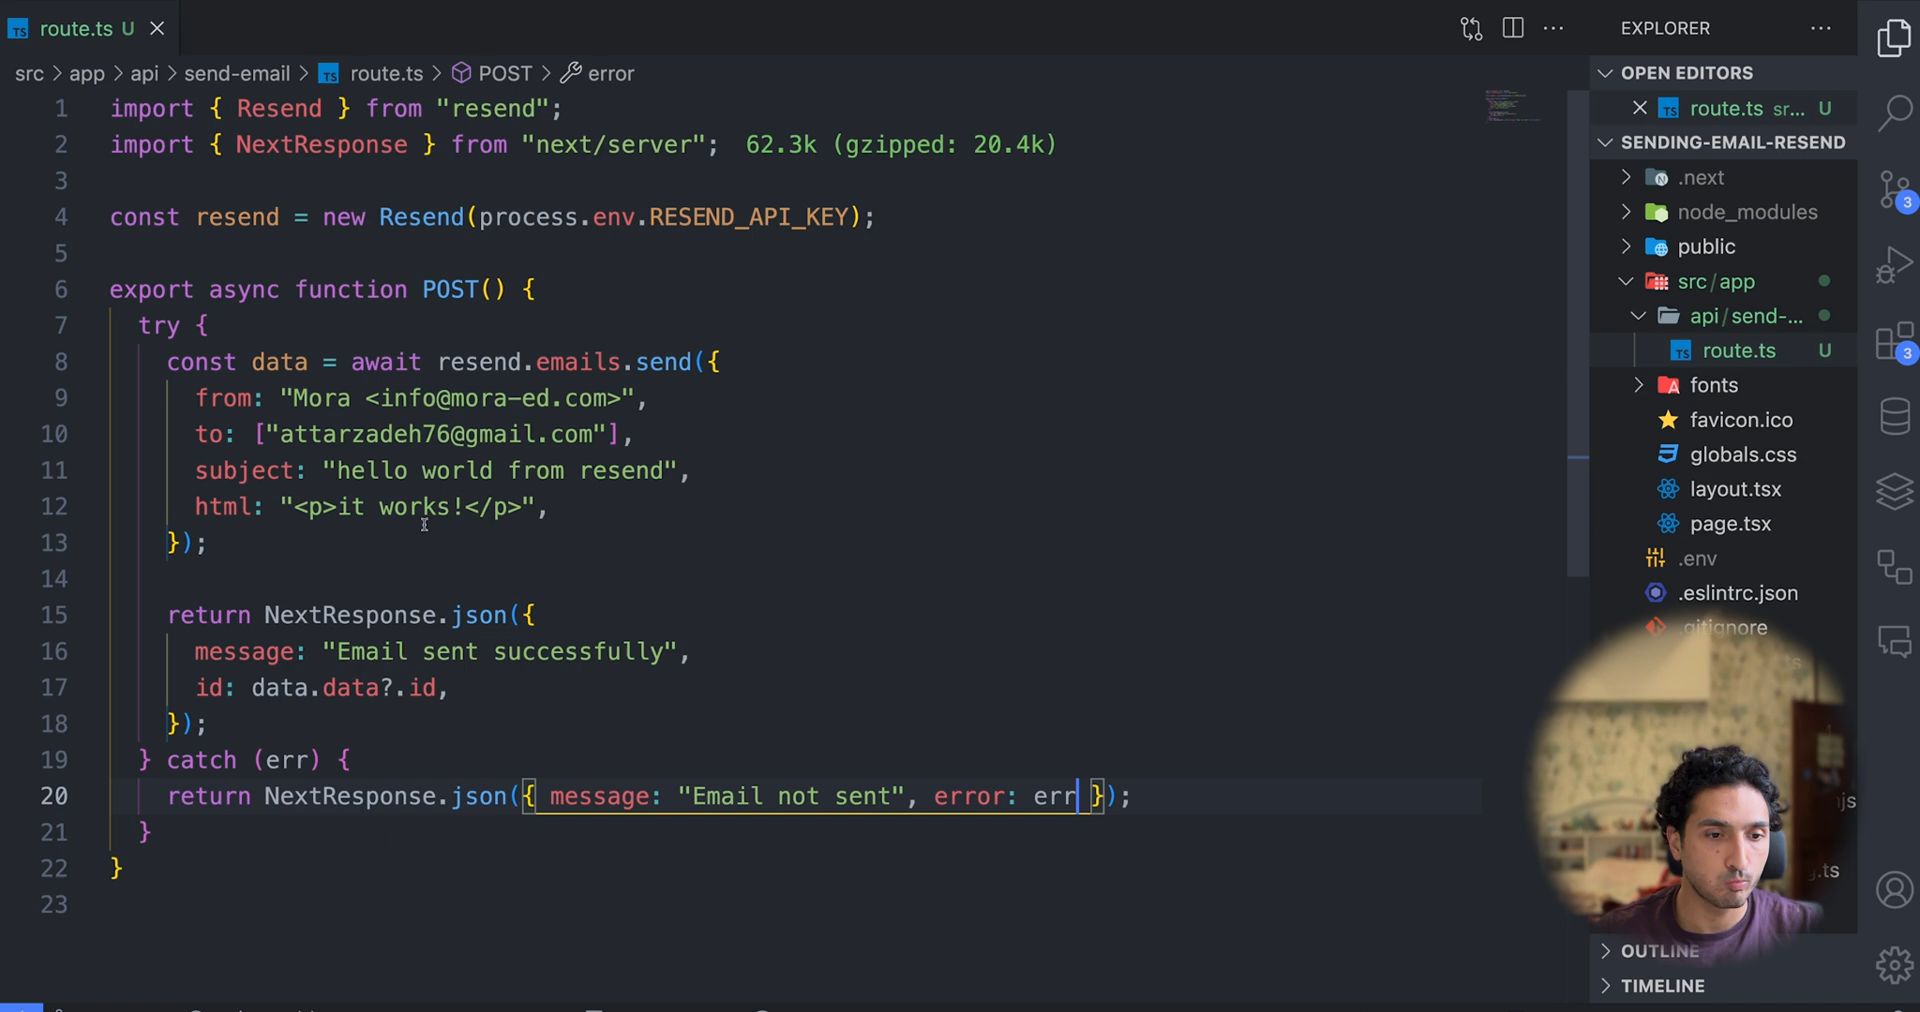 route.ts U
EXPLORER
src > app > api > send-email > route.ts > POST > error
OPEN EDITORS
route.ts sr... U
SENDING-EMAIL-RESEND
.next
node_modules
public
src/app
api/send-...
route.ts U
fonts
favicon.ico
globals.css
layout.tsx
page.tsx
.env
.eslintrc.json
.gitignore
OUTLINE
TIMELINE
3
3
1 import { Resend } from "resend";
2 import { NextResponse } from "next/server"; 62.3k (gzipped: 20.4k)
3
4 const resend = new Resend(process.env.RESEND_API_KEY);
5
6 export async function POST() {
7 try {
8 const data = await resend.emails.send({
9 from: "Mora <info@mora-ed.com>",
10 to: ["attarzadeh76@gmail.com"],
11 subject: "hello world from resend",
12 html: "<p>it works!</p>",
13 });
14
15 return NextResponse.json({
16 message: "Email sent successfully",
17 id: data.data?.id,
18 });
19 } catch (err) {
20 return NextResponse.json({ message: "Email not sent", error: err });
21 }
22 }
23